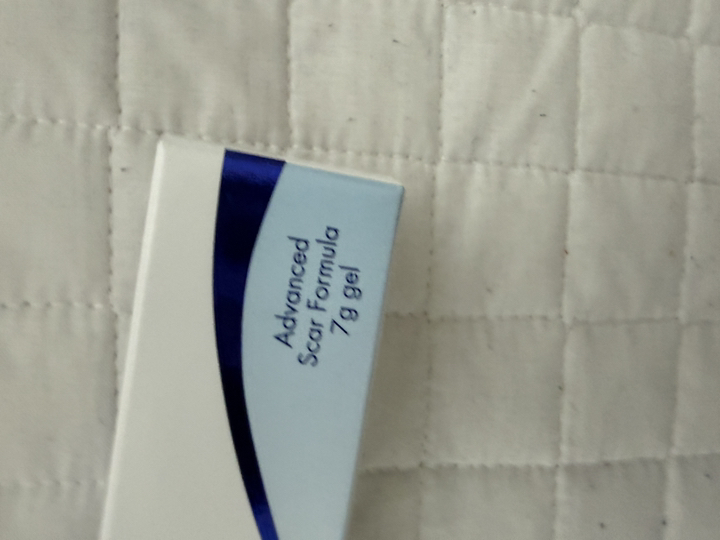 Advanced
Scar Formula
7g gel